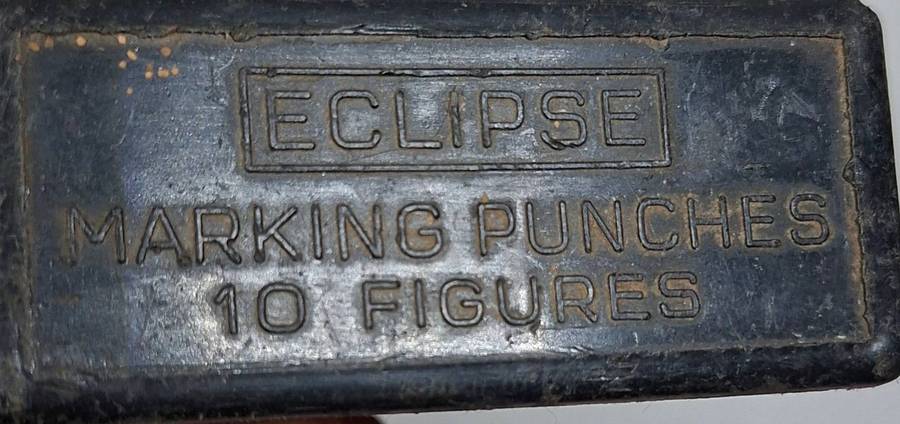 ECLIPSE
MARKING PUNCHES
10 FIGURES